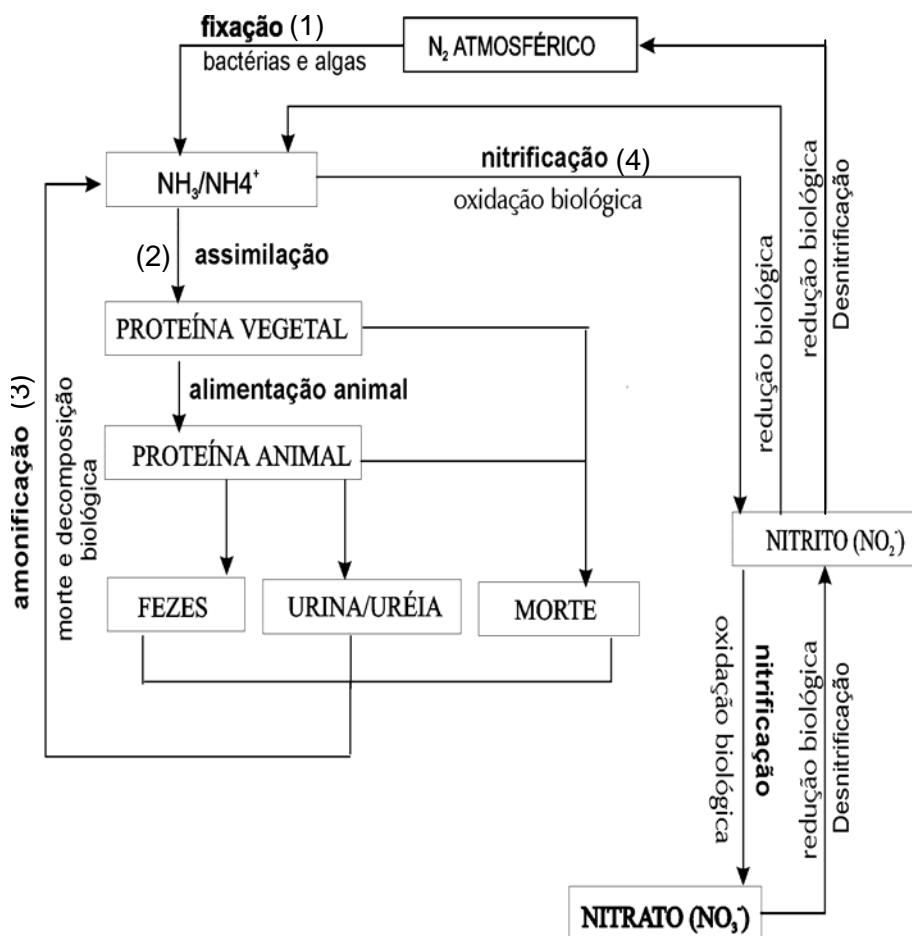 fixação (1)
bactérias e algas
N₂ ATMOSFÉRICO
NH₃/NH4⁺
nitrificação (4)
oxidação biológica
(2) assimilação
PROTEÍNA VEGETAL
alimentação animal
PROTEÍNA ANIMAL
FEZES
URINA/URÉIA
MORTE
amonificação (3)
morte e decomposição
biológica
redução biológica
redução biológica
Desnitrificação
NITRITO (NO₂⁻)
nitrificação
oxidação biológica
redução biológica
Desnitrificação
NITRATO (NO₃⁻)